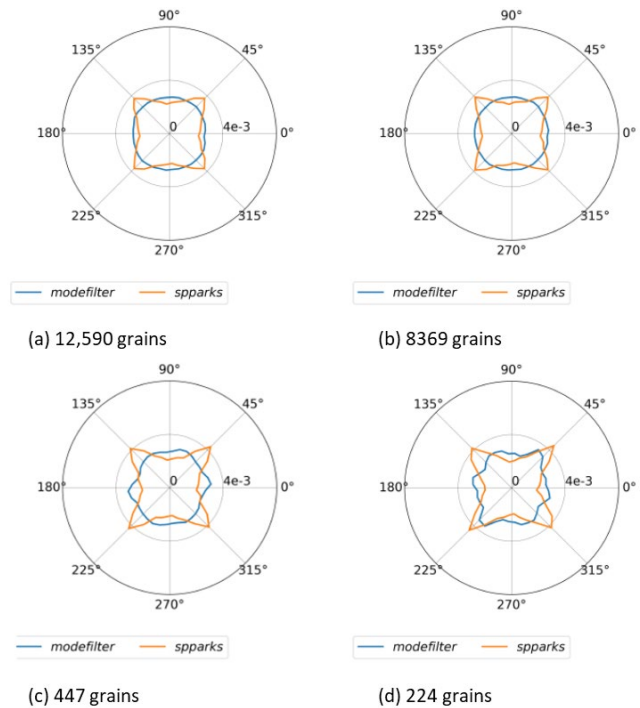 90° 90°
135° 45° 135° 45°
180° 0 4e-3 0° 180° 0 4e-3 0°
225° 315° 225° 315°
270° 270°
modefilter spparks modefilter spparks
(a) 12,590 grains (b) 8369 grains
90° 90°
135° 45° 135° 45°
180° 0 4e-3 0° 180° 0 4e-3 0°
225° 315° 225° 315°
270° 270°
modefilter spparks modefilter spparks
(c) 447 grains (d) 224 grains